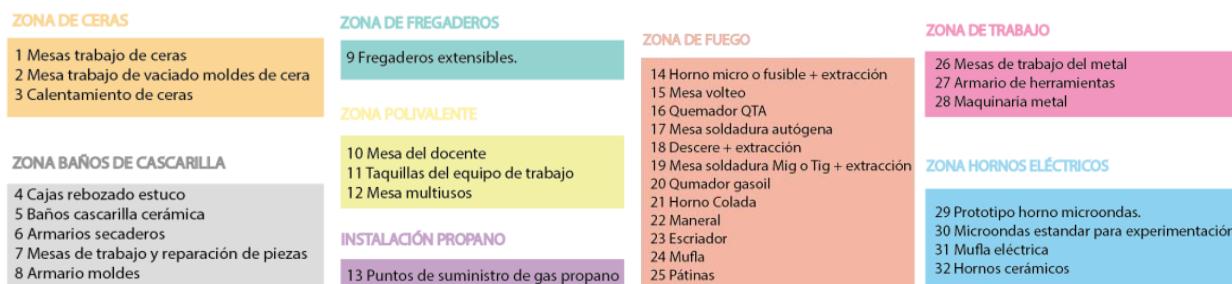 ZONA DE CERAS
1 Mesas trabajo de ceras
2 Mesa trabajo de vaciado moldes de cera
3 Calentamiento de ceras
ZONA BAÑOS DE CASCARILLA
4 Cajas rebozado estuco
5 Baños cascarilla cerámica
6 Armarios secaderos
7 Mesas de trabajo y reparación de piezas
8 Armario moldes
ZONA DE FREGADEROS
9 Fregaderos extensibles.
ZONA POLIVALENTE
10 Mesa del docente
11 Taquillas del equipo de trabajo
12 Mesa multiusos
INSTALACIÓN PROPANO
13 Puntos de suministro de gas propano
ZONA DE FUEGO
14 Horno micro o fusible + extracción
15 Mesa volteo
16 Quemador QTA
17 Mesa soldadura autógena
18 Descere + extracción
19 Mesa soldadura Mig o Tig + extracción
20 Qumador gasoil
21 Horno Colada
22 Maneral
23 Escriador
24 Mufla
25 Pátinas
ZONA DE TRABAJO
26 Mesas de trabajo del metal
27 Armario de herramientas
28 Maquinaria metal
ZONA HORNOS ELÉCTRICOS
29 Prototipo horno microondas.
30 Microondas estandar para experimentación
31 Mufla eléctrica
32 Hornos cerámicos